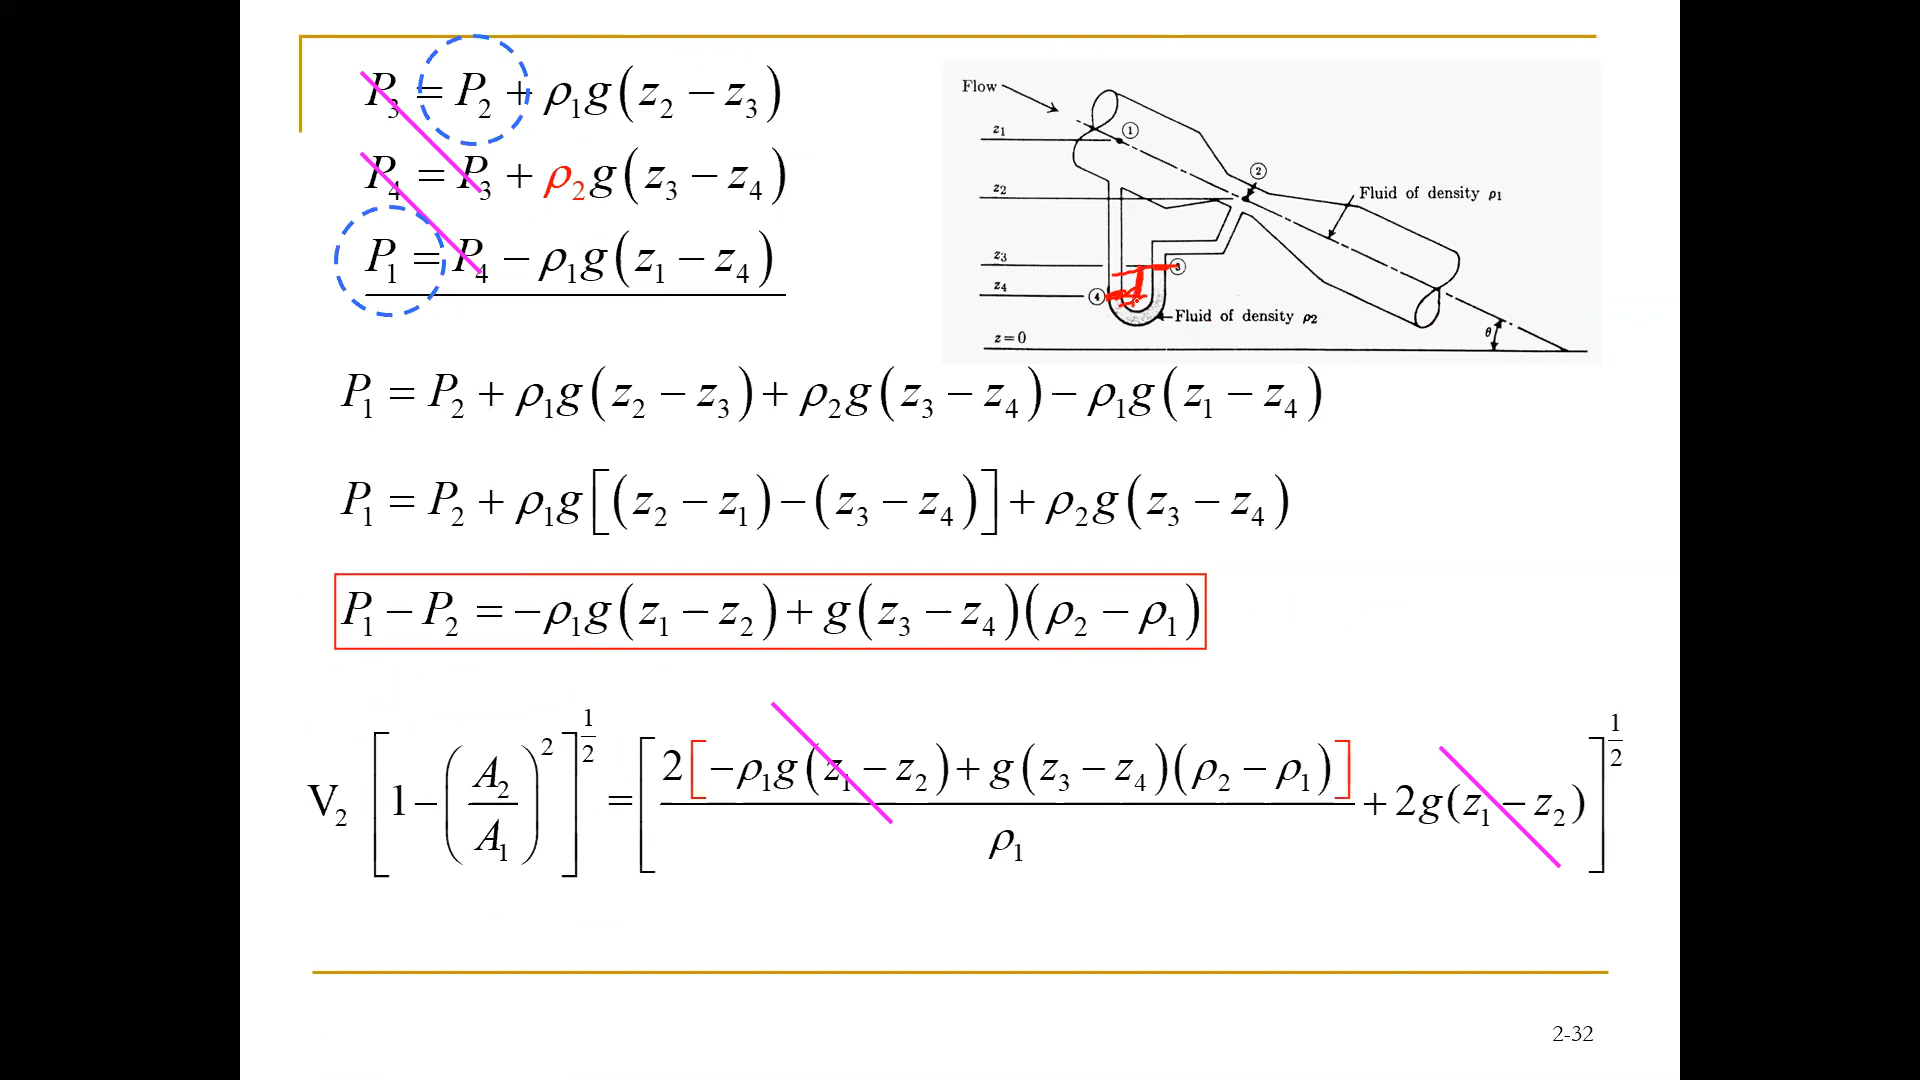 P₃ = P₂ + ρ₁g(z₂ − z₃)
P₄ = P₃ + ρ₂g(z₃ − z₄)
P₁ = P₄ − ρ₁g(z₁ − z₄)
Flow
z₁
①
②
z₂
Fluid of density ρ₁
z₃
③
z₄
④
Fluid of density ρ₂
z=0
θ
P₁ = P₂ + ρ₁g(z₂ − z₃) + ρ₂g(z₃ − z₄) − ρ₁g(z₁ − z₄)
P₁ = P₂ + ρ₁g[(z₂ − z₁) − (z₃ − z₄)] + ρ₂g(z₃ − z₄)
P₁ − P₂ = −ρ₁g(z₁ − z₂) + g(z₃ − z₄)(ρ₂ − ρ₁)
V₂ [1 − (A₂/A₁)²]^(1/2) = [2[−ρ₁g(z₁ − z₂) + g(z₃ − z₄)(ρ₂ − ρ₁)]/ρ₁ + 2g(z₁ − z₂)]^(1/2)
2-32